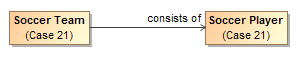 Soccer Team
(Case 21)
consists of
Soccer Player
(Case 21)